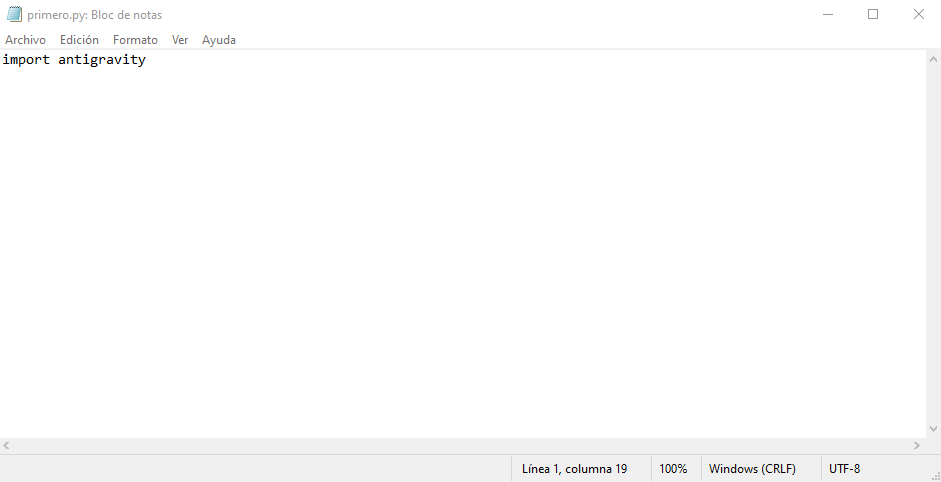 primero.py: Bloc de notas
Archivo Edición Formato Ver Ayuda
import antigravity
Línea 1, columna 19 100% Windows (CRLF) UTF-8